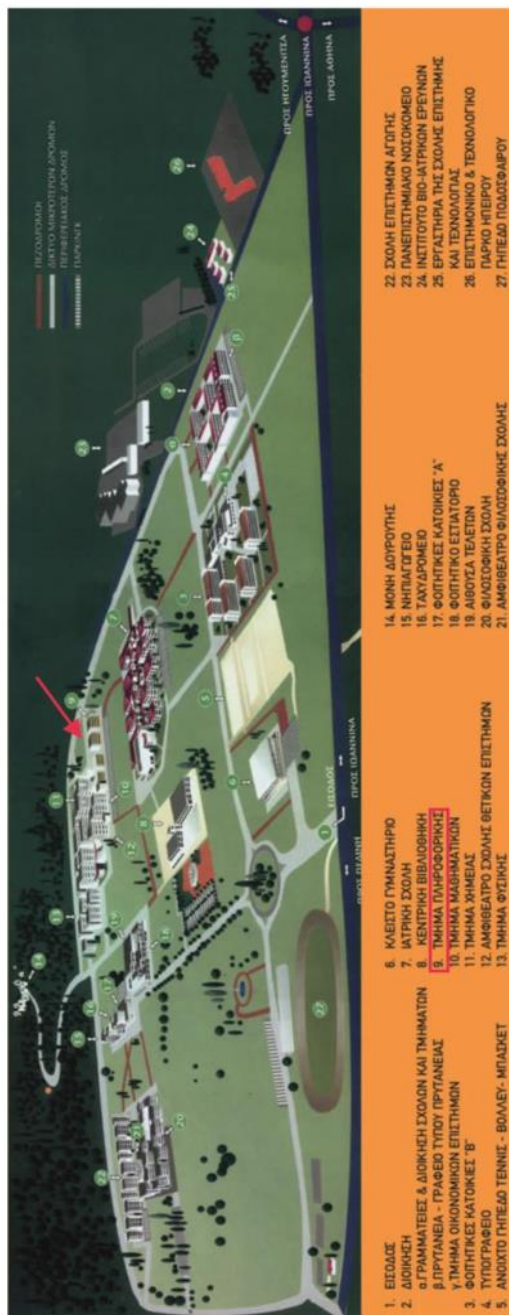 ΠΕΖΟΔΡΟΜΟΙ
ΔΙΚΤΥΟ ΜΙΚΡΟΤΕΡΩΝ ΔΡΟΜΩΝ
ΠΕΡΙΦΕΡΕΙΑΚΟΣ ΔΡΟΜΟΣ
ΠΑΡΚΙΝΓΚ
ΠΡΟΣ ΗΓΟΥΜΕΝΙΤΣΑ
ΠΡΟΣ ΙΩΑΝΝΙΝΑ
ΠΡΟΣ ΑΘΗΝΑ
ΕΙΣΟΔΟΣ
ΠΡΟΣ ΙΩΑΝΝΙΝΑ
1. ΕΙΣΟΔΟΣ
2. ΔΙΟΙΚΗΣΗ
α.ΓΡΑΜΜΑΤΕΙΕΣ & ΔΙΟΙΚΗΣΗ ΣΧΟΛΩΝ ΚΑΙ ΤΜΗΜΑΤΩΝ
β.ΠΡΥΤΑΝΕΙΑ - ΓΡΑΦΕΙΟ ΤΥΠΟΥ ΠΡΥΤΑΝΕΙΑΣ
γ.ΤΜΗΜΑ ΟΙΚΟΝΟΜΙΚΩΝ ΕΠΙΣΤΗΜΩΝ
3. ΦΟΙΤΗΤΙΚΕΣ ΚΑΤΟΙΚΙΕΣ "Β"
4. ΤΥΠΟΓΡΑΦΕΙΟ
5. ΑΝΟΙΧΤΟ ΓΗΠΕΔΟ ΤΕΝΝΙΣ - ΒΟΛΛΕΥ- ΜΠΑΣΚΕΤ
6. ΚΛΕΙΣΤΟ ΓΥΜΝΑΣΤΗΡΙΟ
7. ΙΑΤΡΙΚΗ ΣΧΟΛΗ
8. ΚΕΝΤΡΙΚΗ ΒΙΒΛΙΟΘΗΚΗ
9. ΤΜΗΜΑ ΠΛΗΡΟΦΟΡΙΚΗΣ
10. ΤΜΗΜΑ ΜΑΘΗΜΑΤΙΚΩΝ
11. ΤΜΗΜΑ ΧΗΜΕΙΑΣ
12. ΑΜΦΙΘΕΑΤΡΟ ΣΧΟΛΗΣ ΘΕΤΙΚΩΝ ΕΠΙΣΤΗΜΩΝ
13. ΤΜΗΜΑ ΦΥΣΙΚΗΣ
14. ΜΟΝΗ ΔΟΥΡΟΥΤΗΣ
15. ΝΗΠΙΑΓΩΓΕΙΟ
16. ΤΑΧΥΔΡΟΜΕΙΟ
17. ΦΟΙΤΗΤΙΚΕΣ ΚΑΤΟΙΚΙΕΣ "Α"
18. ΦΟΙΤΗΤΙΚΟ ΕΣΤΙΑΤΟΡΙΟ
19. ΑΙΘΟΥΣΑ ΤΕΛΕΤΩΝ
20. ΦΙΛΟΣΟΦΙΚΗ ΣΧΟΛΗ
21. ΑΜΦΙΘΕΑΤΡΟ ΦΙΛΟΣΟΦΙΚΗΣ ΣΧΟΛΗΣ
22. ΣΧΟΛΗ ΕΠΙΣΤΗΜΩΝ ΑΓΩΓΗΣ
23. ΠΑΝΕΠΙΣΤΗΜΙΑΚΟ ΝΟΣΟΚΟΜΕΙΟ
24. ΙΝΣΤΙΤΟΥΤΟ ΒΙΟ-ΙΑΤΡΙΚΩΝ ΕΡΕΥΝΩΝ
25. ΕΡΓΑΣΤΗΡΙΑ ΤΗΣ ΣΧΟΛΗΣ ΕΠΙΣΤΗΜΗΣ
ΚΑΙ ΤΕΧΝΟΛΟΓΙΑΣ
26. ΕΠΙΣΤΗΜΟΝΙΚΟ & ΤΕΧΝΟΛΟΓΙΚΟ
ΠΑΡΚΟ ΗΠΕΙΡΟΥ
27. ΓΗΠΕΔΟ ΠΟΔΟΣΦΑΙΡΟΥ